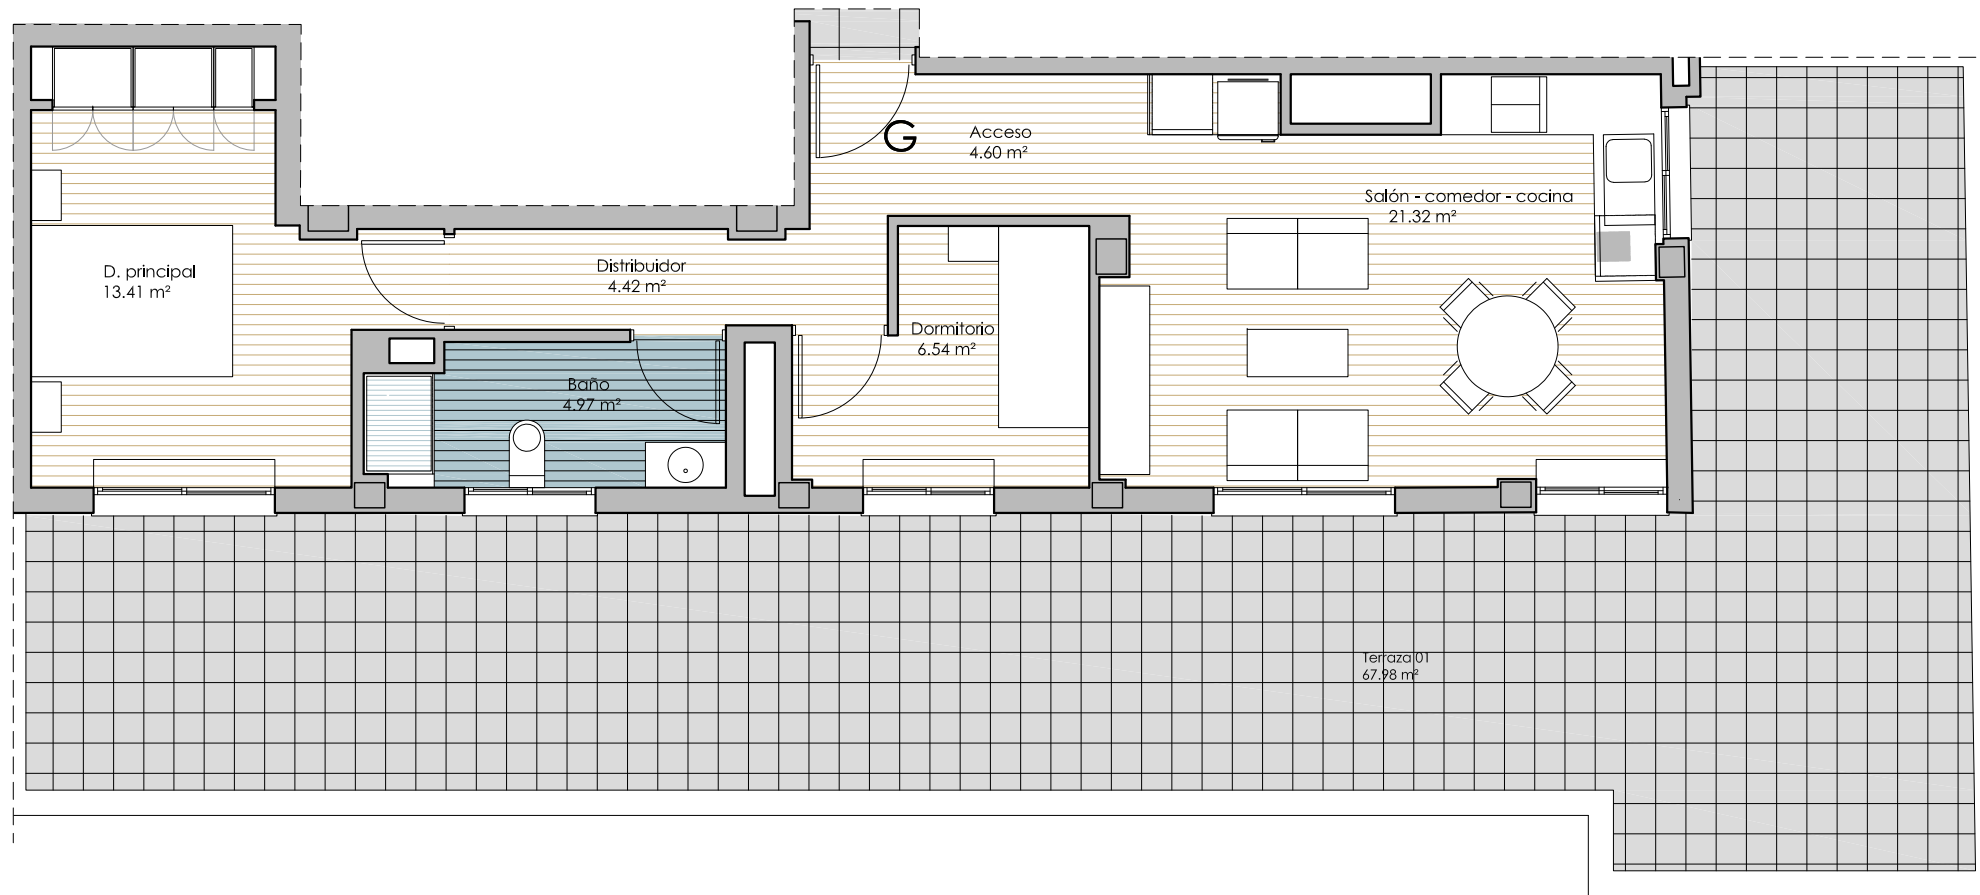 G
Acceso
4.60 m²
Salón - comedor - cocina
21.32 m²
D. principal
13.41 m²
Distribuidor
4.42 m²
Dormitorio
6.54 m²
Baño
4.97 m²
Terraza 01
67.98 m²